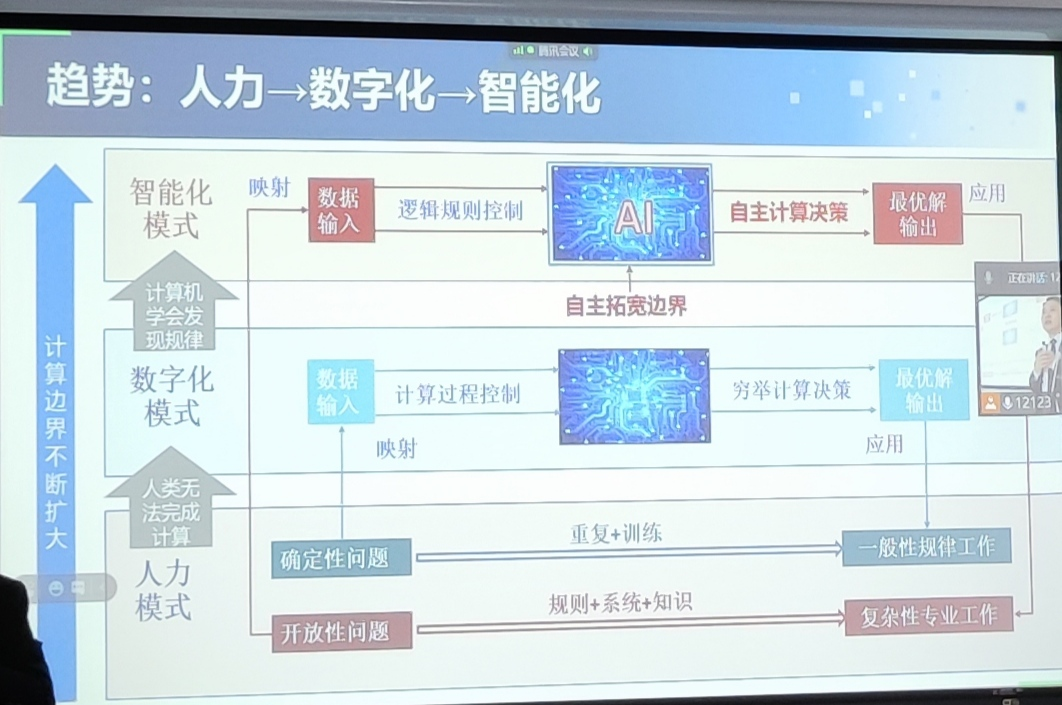 腾讯会议
趋势：人力→数字化→智能化
智能化
模式
映射
数据
输入
逻辑规则控制
AI
自主计算决策
最优解
输出
应用
正在讲话: 12
计算机
学会发
现规律
自主拓宽边界
计算边界不断扩大
数字化
模式
数据
输入
计算过程控制
穷举计算决策
最优解
输出
12123
映射
应用
人类无
法完成
计算
人力
模式
确定性问题
重复+训练
一般性规律工作
开放性问题
规则+系统+知识
复杂性专业工作